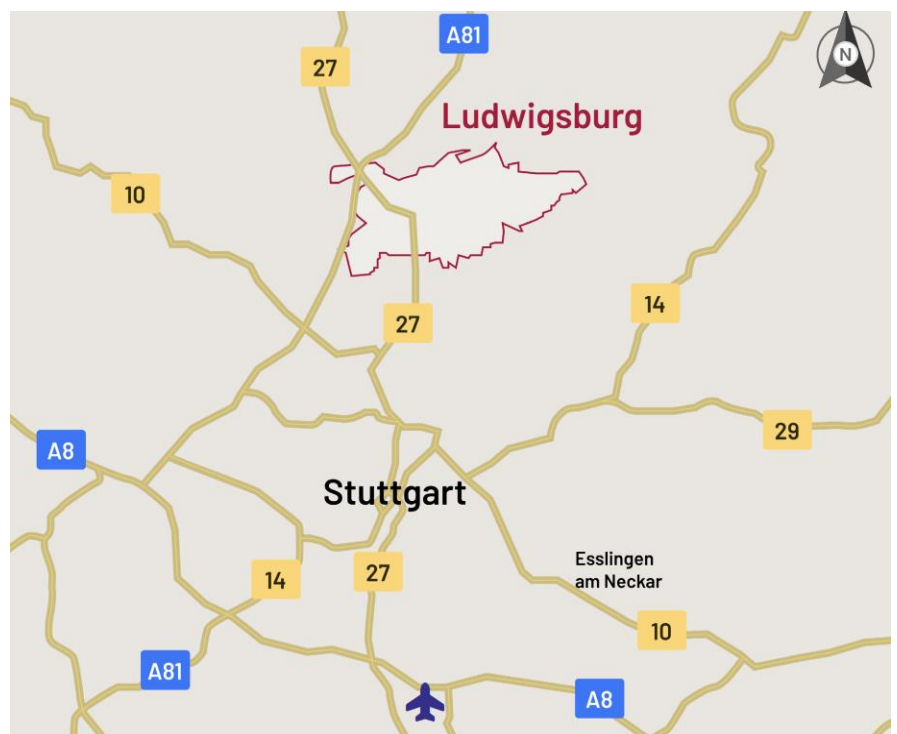 A81
27
N
Ludwigsburg
10
14
27
29
A8
Stuttgart
Esslingen
am Neckar
14
27
10
A81
A8